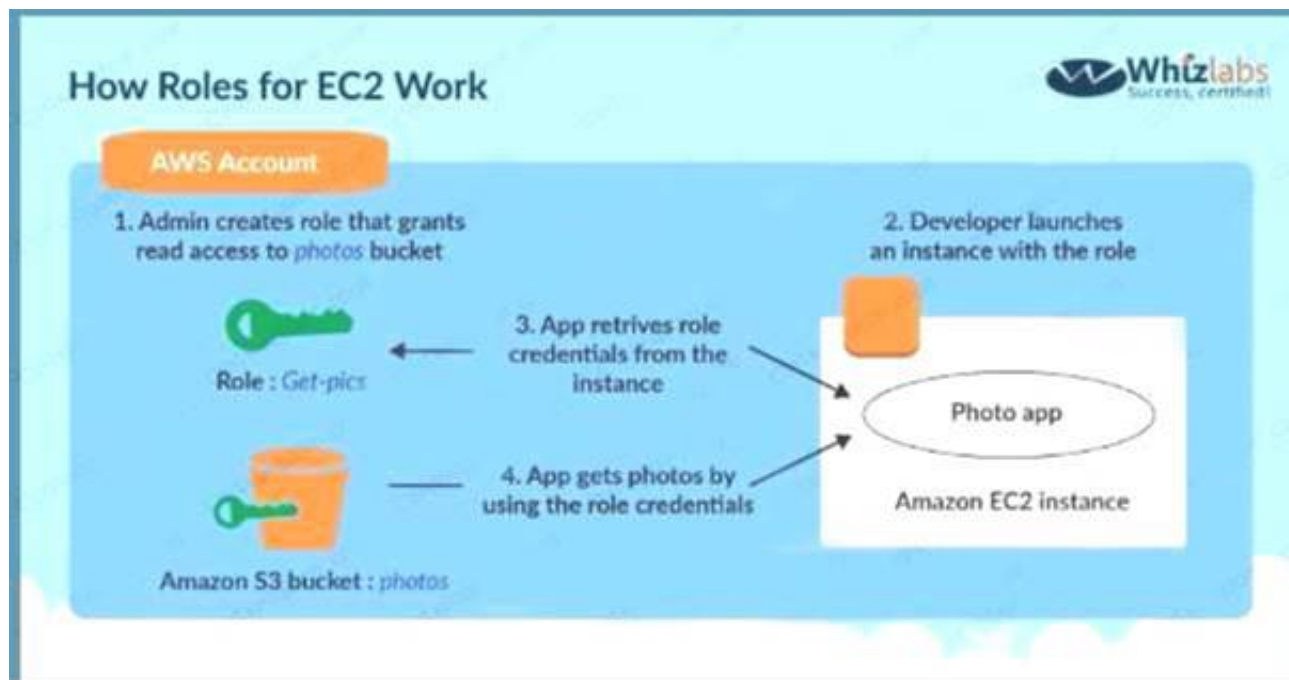 How Roles for EC2 Work
Whizlabs
Success, certified!
AWS Account
1. Admin creates role that grants
read access to photos bucket
2. Developer launches
an instance with the role
3. App retrives role
credentials from the
instance
Role : Get-pics
Photo app
4. App gets photos by
using the role credentials
Amazon EC2 instance
Amazon S3 bucket : photos